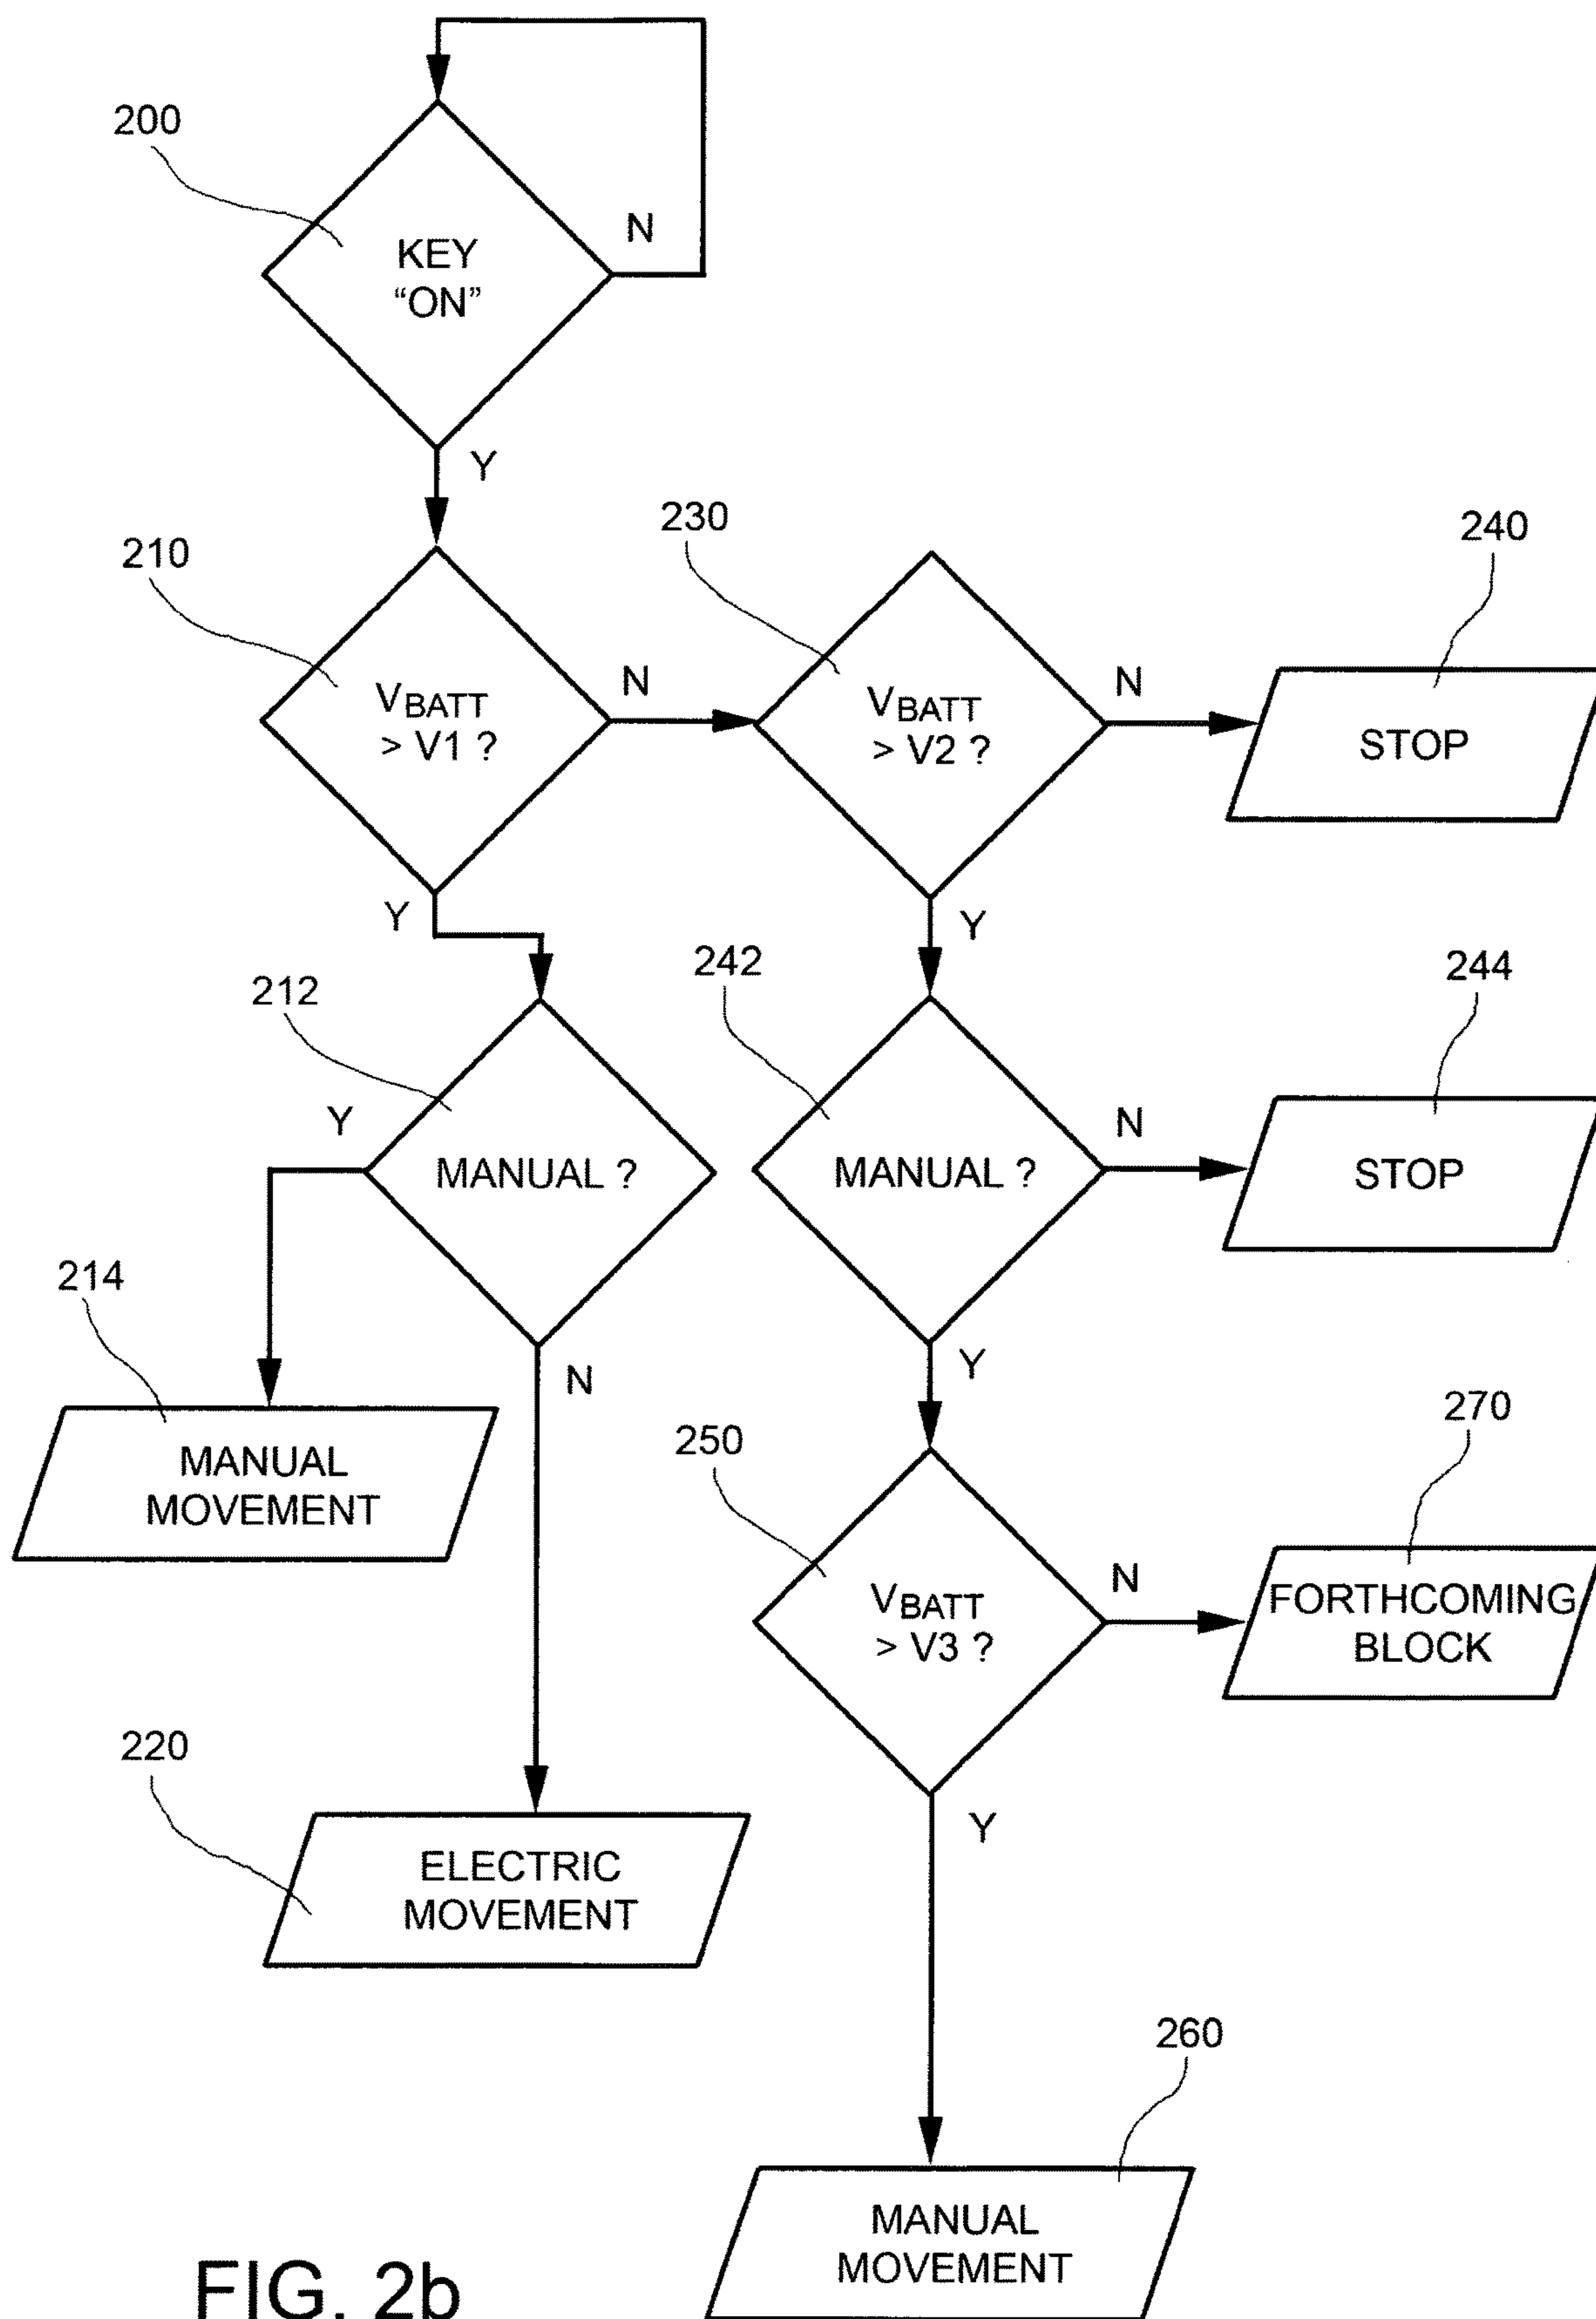 200
KEY
“ON”
N
Y
210
VBATT
> V1 ?
N
230
VBATT
> V2 ?
N
240
STOP
Y
Y
212
MANUAL ?
Y
242
MANUAL ?
N
244
STOP
214
MANUAL
MOVEMENT
N
Y
250
VBATT
> V3 ?
N
270
FORTHCOMING
BLOCK
220
ELECTRIC
MOVEMENT
Y
260
MANUAL
MOVEMENT
FIG. 2b